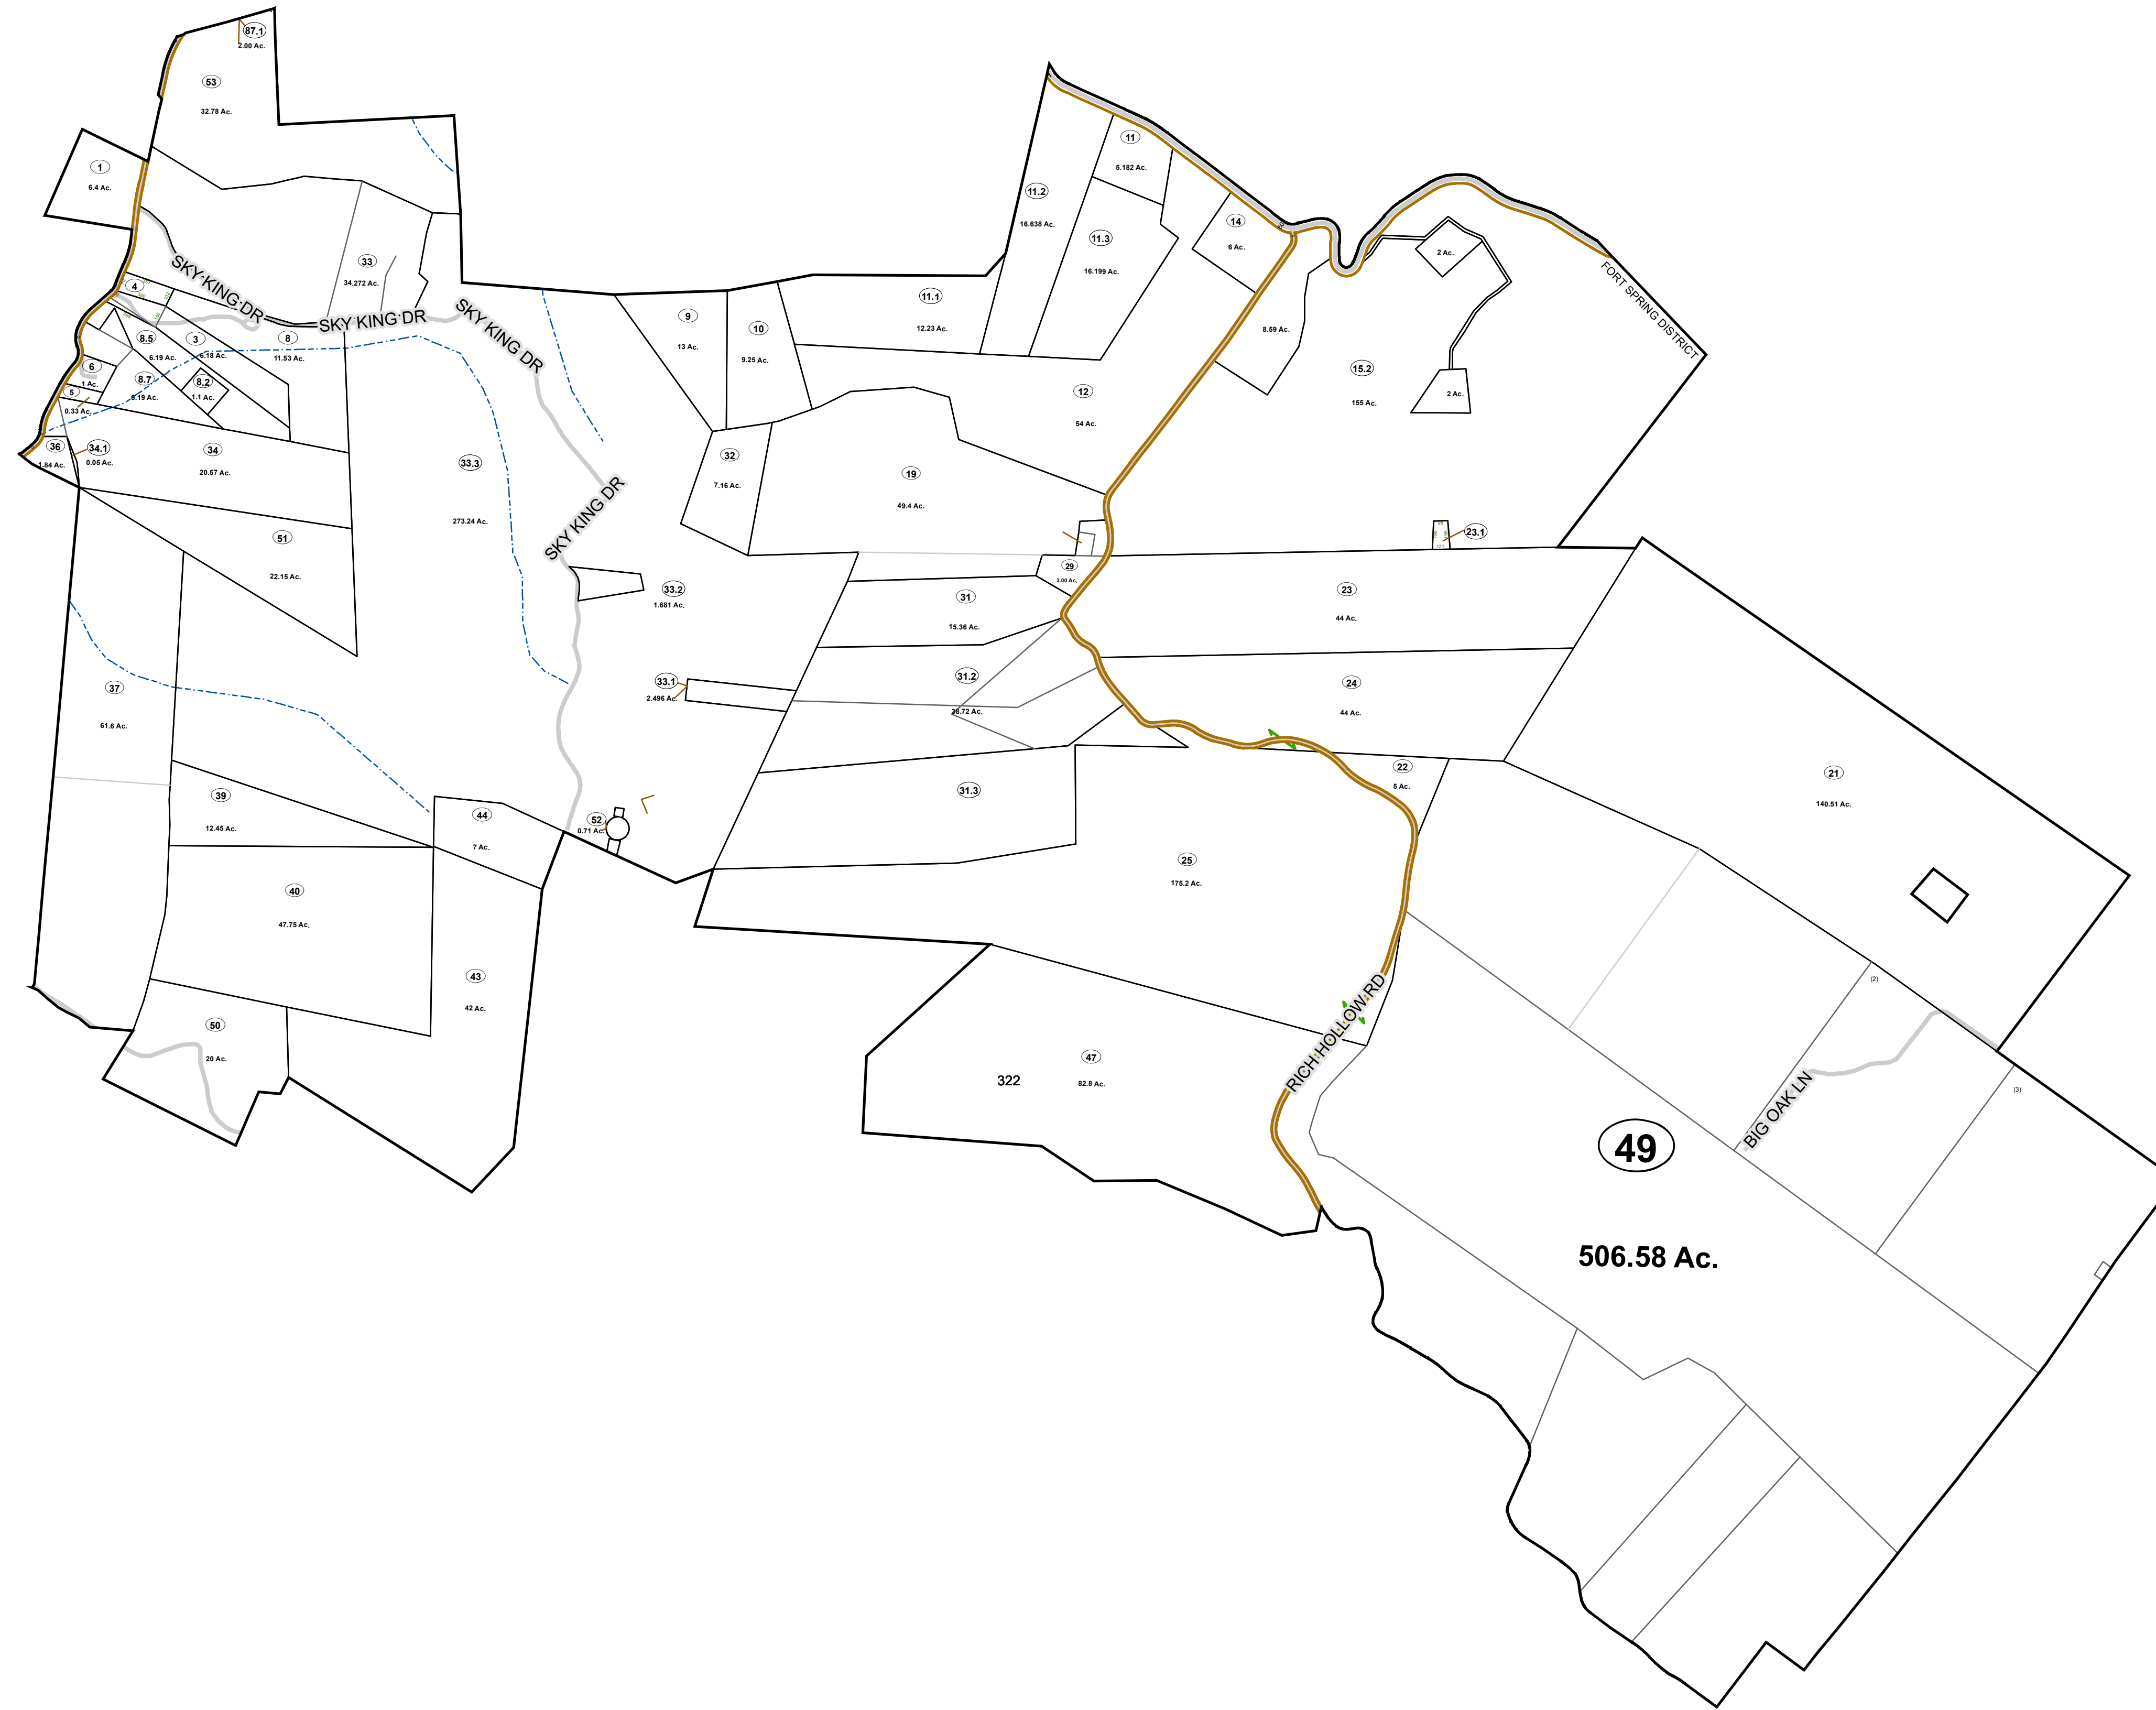 87.1
2.00 Ac.
53
32.78 Ac.
1
6.4 Ac.
11
5.182 Ac.
11.2
16.638 Ac.
11.3
16.199 Ac.
14
6 Ac.
2 Ac.
FORT SPRING DISTRICT
33
34.272 Ac.
SKY KING DR
SKY KING DR
SKY KING DR
4
8.5
6.19 Ac.
3
6.18 Ac.
8
11.53 Ac.
9
13 Ac.
10
9.25 Ac.
11.1
12.23 Ac.
8.59 Ac.
15.2
155 Ac.
2 Ac.
6
1 Ac.
8.7
8.2
1.1 Ac.
5
0.33 Ac.
12
54 Ac.
36
1.84 Ac.
34.1
0.05 Ac.
34
20.57 Ac.
33.3
273.24 Ac.
32
7.16 Ac.
19
49.4 Ac.
SKY KING DR
51
22.15 Ac.
23.1
29
3.00 Ac.
33.2
1.681 Ac.
31
15.36 Ac.
23
44 Ac.
37
61.6 Ac.
33.1
2.496 Ac.
31.2
38.72 Ac.
24
44 Ac.
39
12.45 Ac.
44
7 Ac.
52
0.71 Ac.
31.3
22
5 Ac.
21
140.51 Ac.
40
47.75 Ac.
25
175.2 Ac.
43
42 Ac.
50
20 Ac.
(2)
RICH HOLLOW RD
47
322
82.8 Ac.
BIG OAK LN
(3)
49
506.58 Ac.